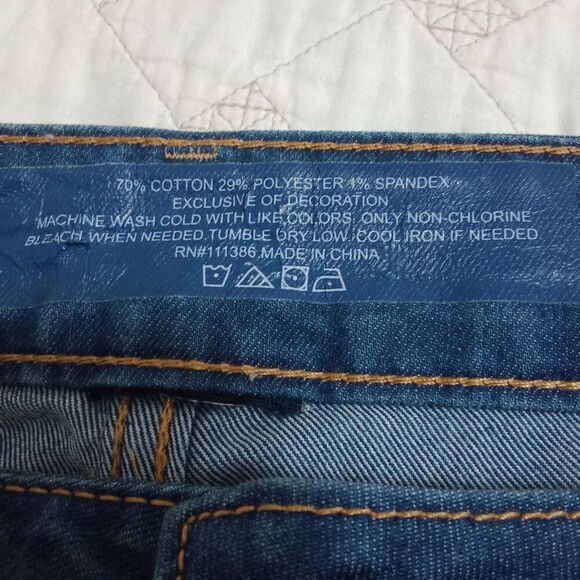 70% COTTON 29% POLYESTER 1% SPANDEX
EXCLUSIVE OF DECORATION
MACHINE WASH COLD WITH LIKE COLORS. ONLY NON-CHLORINE
BLEACH, WHEN NEEDED. TUMBLE DRY LOW. COOL IRON IF NEEDED
RN#111386 MADE IN CHINA